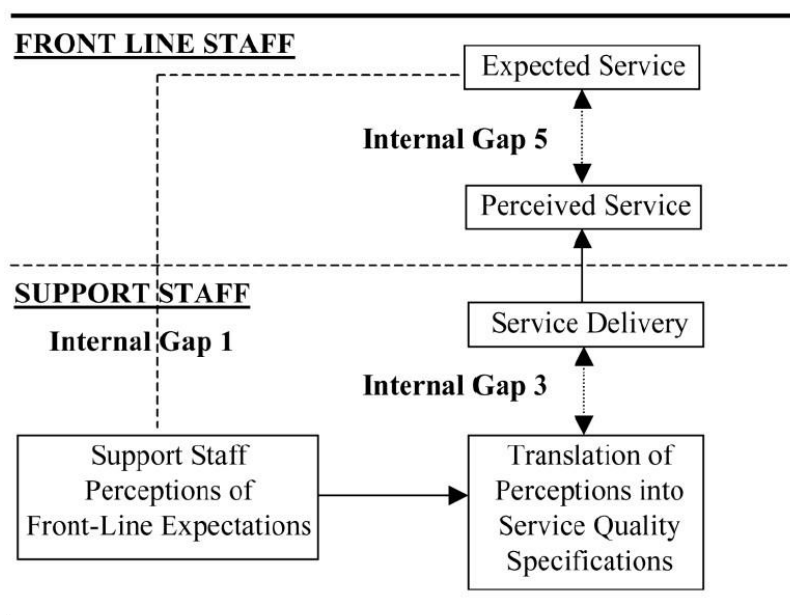 FRONT LINE STAFF
Expected Service
Internal Gap 5
Perceived Service
SUPPORT STAFF
Service Delivery
Internal Gap 1
Internal Gap 3
Support Staff
Perceptions of
Front-Line Expectations
Translation of
Perceptions into
Service Quality
Specifications